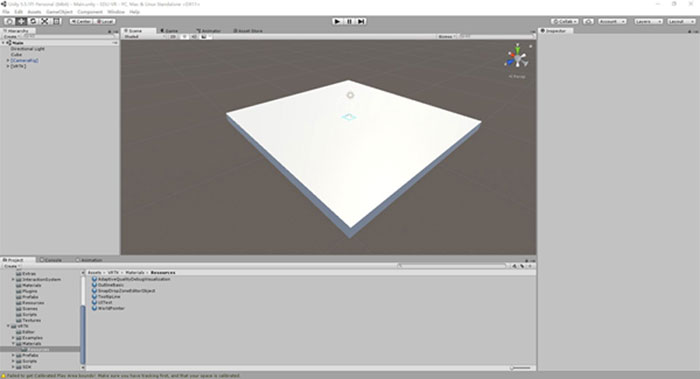 Unity 5.5.1f1 Personal (64bit) - Main.unity - SGU-VR - PC, Mac & Linux Standalone <DX11>
File Edit Assets GameObject Component Window Help
Center Local Collab Account Layers Layout
Hierarchy Scene Game Animator Asset Store Inspector
Create Shaded 2D Gizmos
Main
Directional Light
Cube
[CameraRig]
[VRTK]
Persp
Project Console Animation
Create
Assets VRTK Materials Resources
Extras
InteractionSystem
Materials
Plugins
Prefabs
Resources
Scenes
Scripts
Textures
VRTK
Editor
Examples
Materials
Resources
Prefabs
Scripts
SDK
AdaptiveQualityDebugVisualization
OutlineBasic
SnapDropZoneEditorObject
TooltipLine
UIText
WorldPointer
Failed to get Calibrated Play Area bounds! Make sure you have tracking first, and that your space is calibrated.